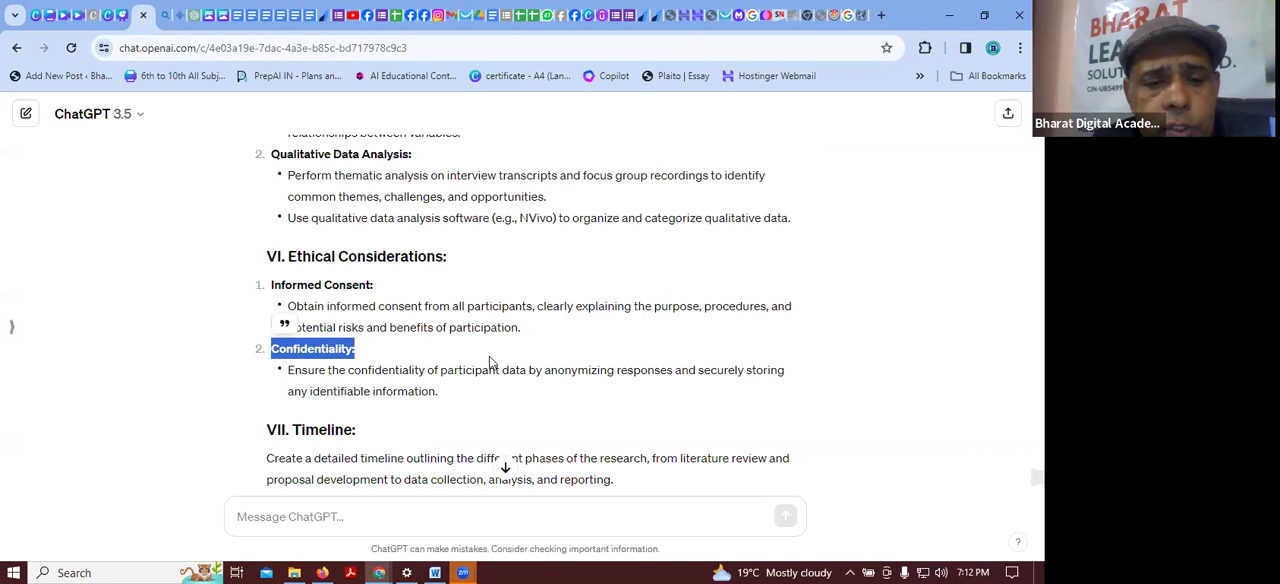 chat.openai.com/c/4e03a19e-7dac-4a3e-b85c-bd717978c9c3
Add New Post ‹ Bha...
6th to 10th All Subj...
PrepAI IN - Plans an...
AI Educational Cont...
certificate - A4 (Lan...
Copilot
Plaito | Essay
Hostinger Webmail
»
All Bookmarks
ChatGPT 3.5
relationships between variables.
2. Qualitative Data Analysis:
• Perform thematic analysis on interview transcripts and focus group recordings to identify
common themes, challenges, and opportunities.
• Use qualitative data analysis software (e.g., NVivo) to organize and categorize qualitative data.
VI. Ethical Considerations:
1. Informed Consent:
• Obtain informed consent from all participants, clearly explaining the purpose, procedures, and
potential risks and benefits of participation.
2. Confidentiality:
• Ensure the confidentiality of participant data by anonymizing responses and securely storing
any identifiable information.
VII. Timeline:
Create a detailed timeline outlining the different phases of the research, from literature review and
proposal development to data collection, analysis, and reporting.
Message ChatGPT...
ChatGPT can make mistakes. Consider checking important information.
?
Search
19°C Mostly cloudy
7:12 PM
BHARAT
Bharat Digital Acade...